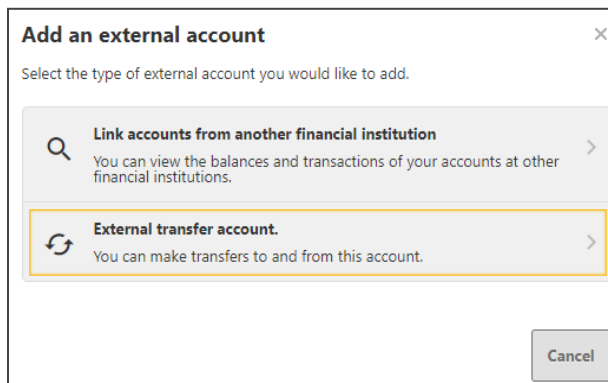 Add an external account
Select the type of external account you would like to add.
Link accounts from another financial institution
You can view the balances and transactions of your accounts at other
financial institutions.
External transfer account.
You can make transfers to and from this account.
Cancel